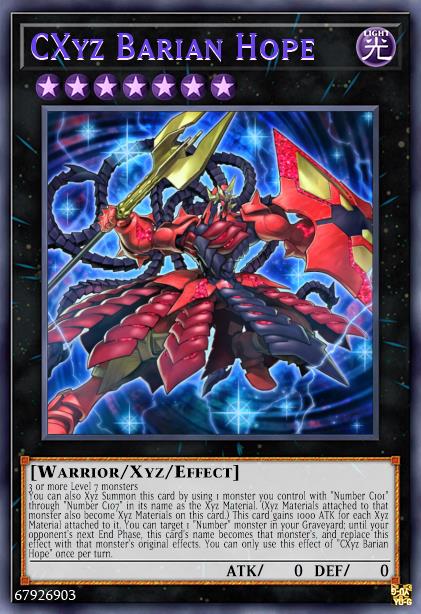 CXyz Barian Hope
LIGHT
光
[Warrior/Xyz/Effect]
3 or more Level 7 monsters
You can also Xyz Summon this card by using 1 monster you control with "Number C101"
through "Number C107" in its name as the Xyz Material. (Xyz Materials attached to that
monster also become Xyz Materials on this card.) This card gains 1000 ATK for each Xyz
Material attached to it. You can target 1 "Number" monster in your Graveyard; until your
opponent's next End Phase, this card's name becomes that monster's, and replace this
effect with that monster's original effects. You can only use this effect of "CXyz Barian
Hope" once per turn.
ATK/ 0 DEF/ 0
67926903